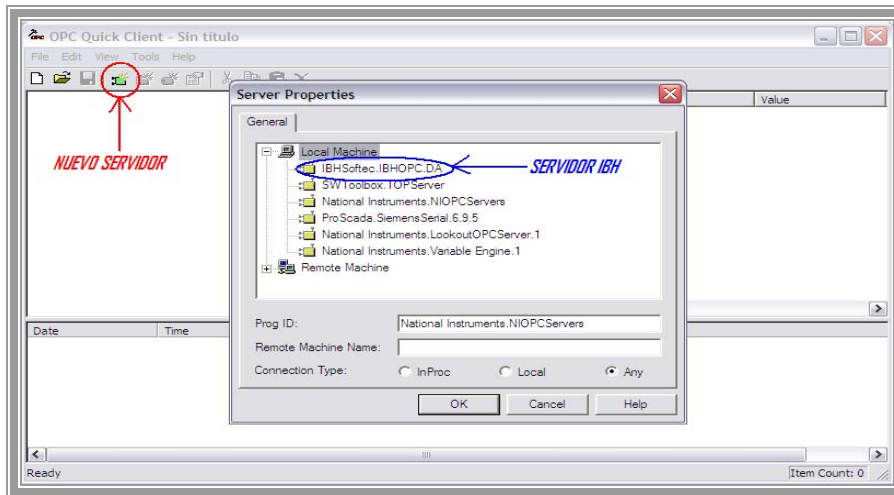 OPC Quick Client - Sin título
File Edit View Tools Help
Server Properties
Value
General
NUEVO SERVIDOR
Local Machine
IBHSoftec.IBHOPC.DA
SERVIDOR IBH
SWToolbox.TOPServer
National Instruments.NIOPCServers
ProScada.SiemensSerial.6.9.5
National Instruments.LookoutOPCServer.1
National Instruments.Variable Engine.1
Remote Machine
Date Time
Prog ID: National Instruments.NIOPCServers
Remote Machine Name:
Connection Type: InProc Local Any
OK Cancel Help
Ready Item Count: 0